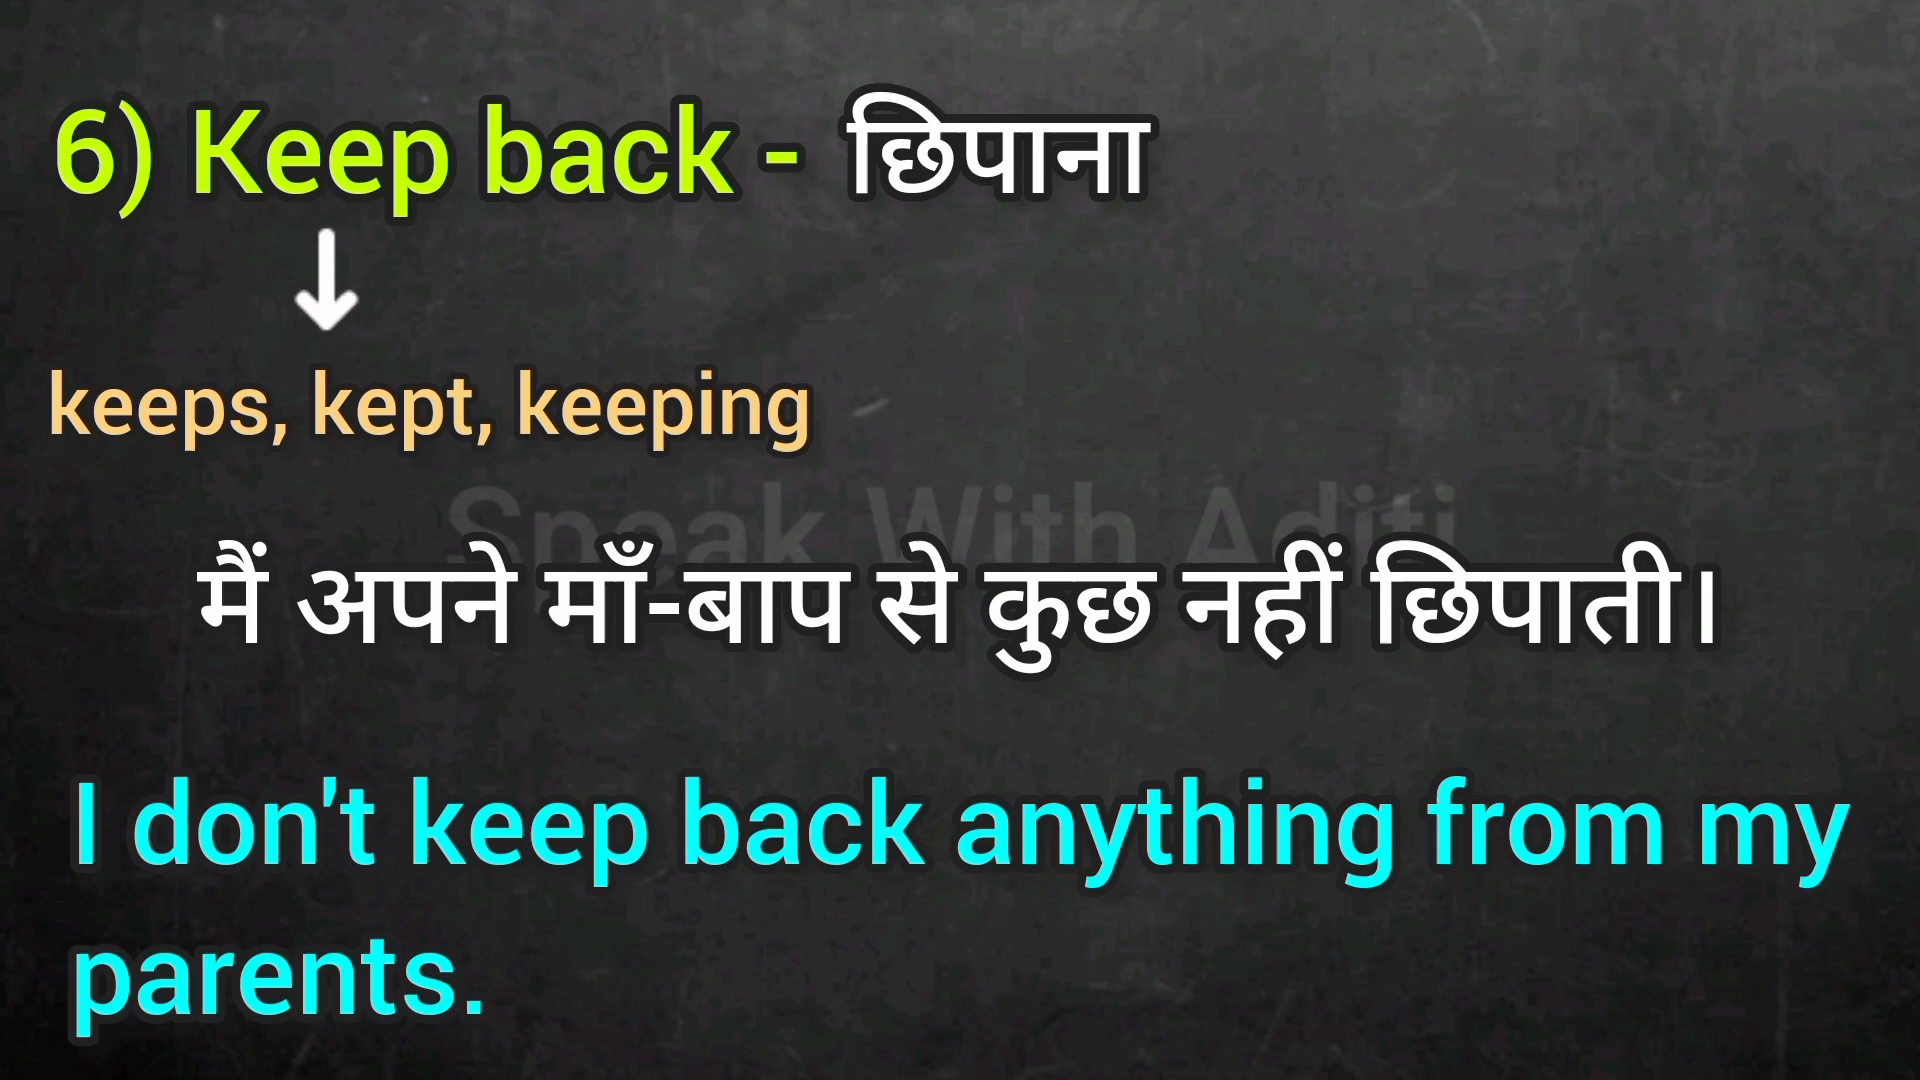 6) Keep back - छिपाना
keeps, kept, keeping
Speak With Aditi
मैं अपने माँ-बाप से कुछ नहीं छिपाती।
I don't keep back anything from my
parents.